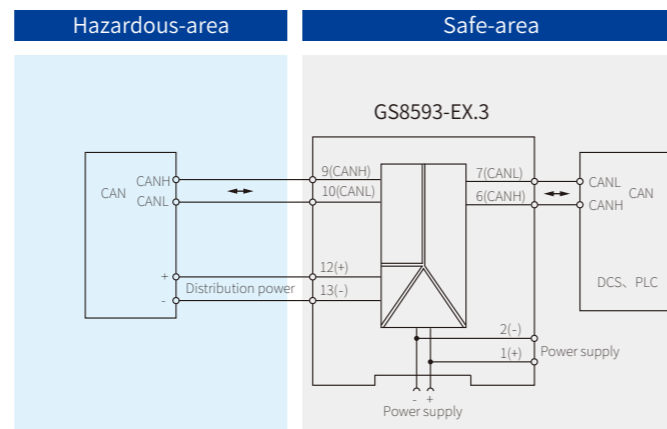 Hazardous-area
Safe-area
GS8593-EX.3
CAN
CANH
CANL
+
-
Distribution power
9(CANH)
10(CANL)
12(+)
13(-)
7(CANL)
6(CANH)
2(-)
1(+)
Power supply
- +
Power supply
CANL
CANH
CAN
DCS、PLC